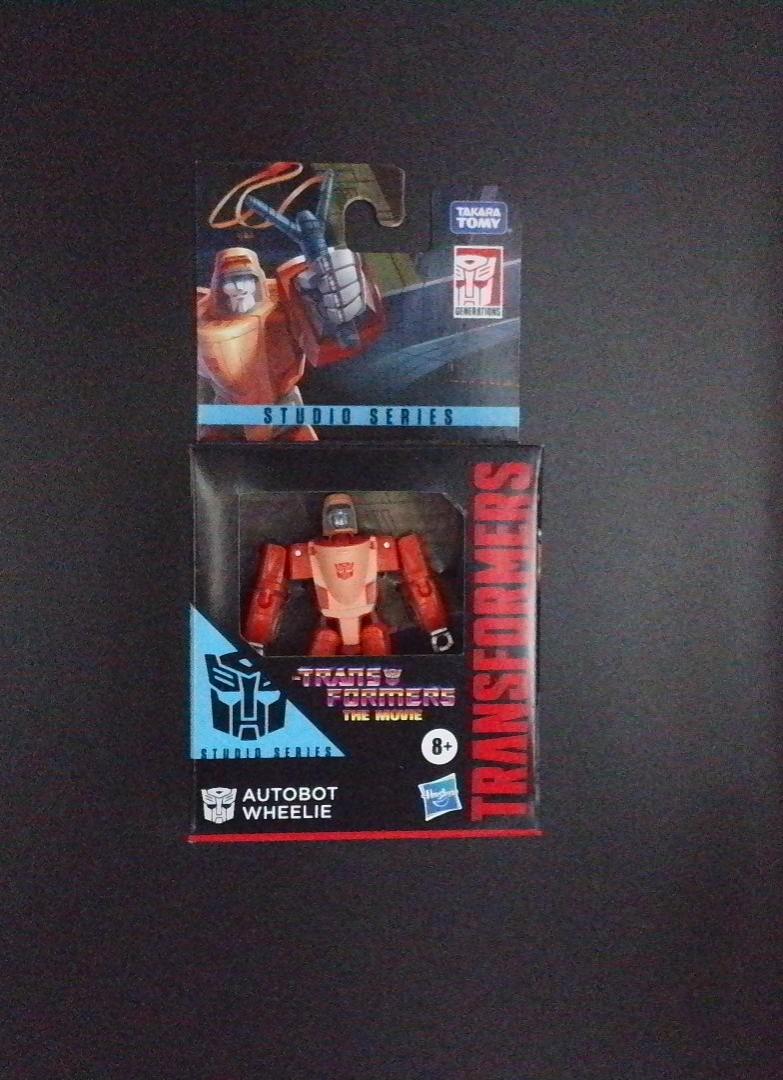 TAKARA
TOMY
GENERATIONS
STUDIO SERIES
TRANSFORMERS
TRANS
FORMERS
THE MOVIE
STUDIO SERIES
8+
AUTOBOT
WHEELIE
Hasbro